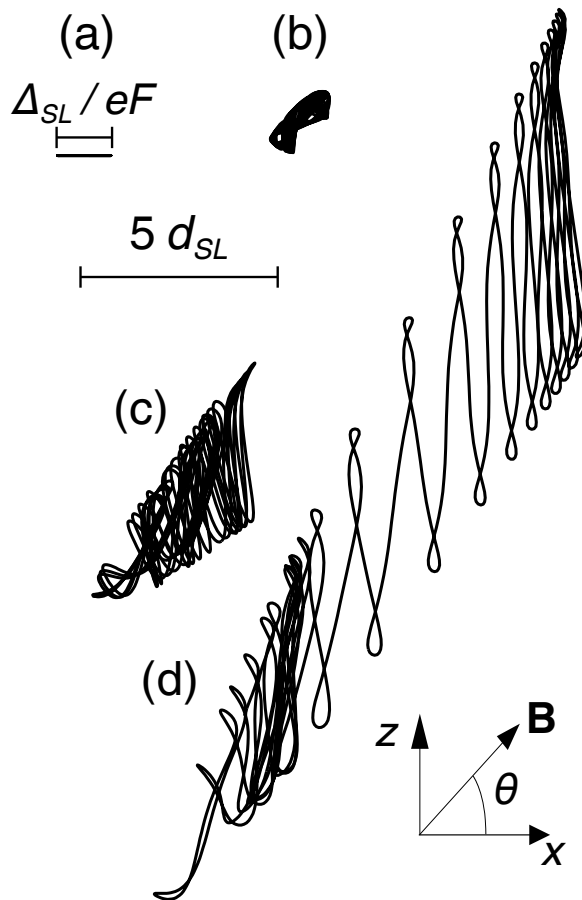 (a)
(b)
Δ_SL / eF
5 d_SL
(c)
(d)
z
B
θ
x